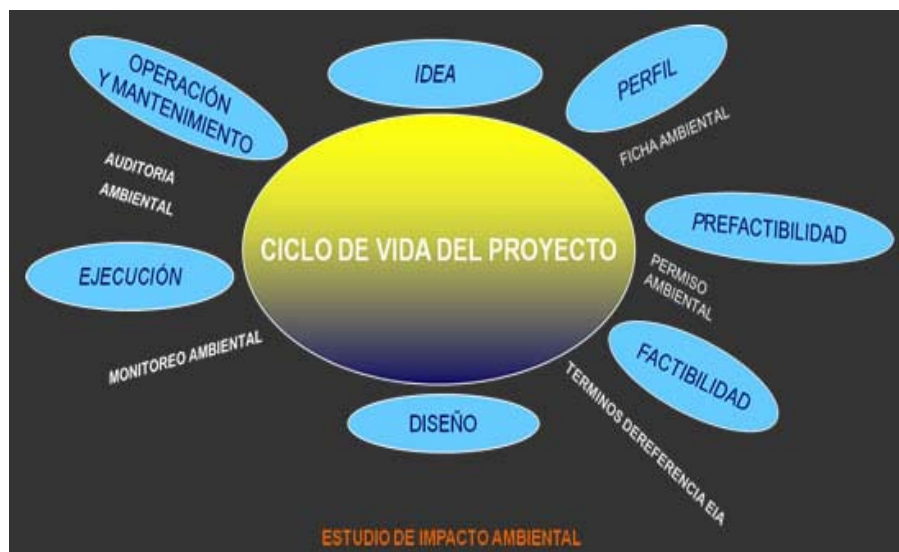 IDEA
PERFIL
FICHA AMBIENTAL
PREFACTIBILIDAD
PERMISO
AMBIENTAL
FACTIBILIDAD
TERMINOS DEREFERENCIA EIA
DISEÑO
ESTUDIO DE IMPACTO AMBIENTAL
MONITOREO AMBIENTAL
EJECUCIÓN
AUDITORIA
AMBIENTAL
OPERACIÓN
Y MANTENIMIENTO
CICLO DE VIDA DEL PROYECTO